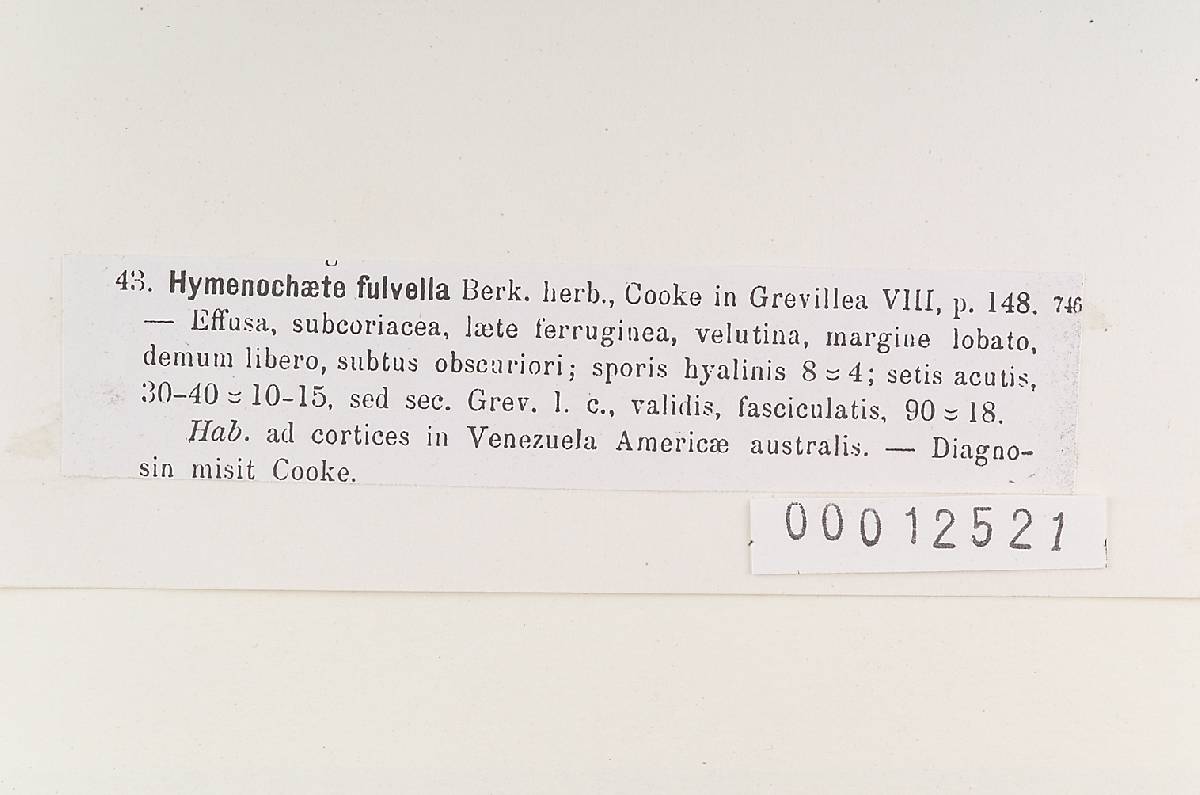 43. Hymenochæte fulvella Berk. herb., Cooke in Grevillea VIII, p. 148. 746
— Effusa, subcoriacea, læte ferruginea, velutina, margine lobato,
demum libero, subtus obscuriori; sporis hyalinis 8 ≈ 4; setis acutis,
30-40 ≈ 10-15, sed sec. Grev. l. c., validis, fasciculatis, 90 ≈ 18.
Hab. ad cortices in Venezuela Americæ australis. — Diagno-
sin misit Cooke.
00012521